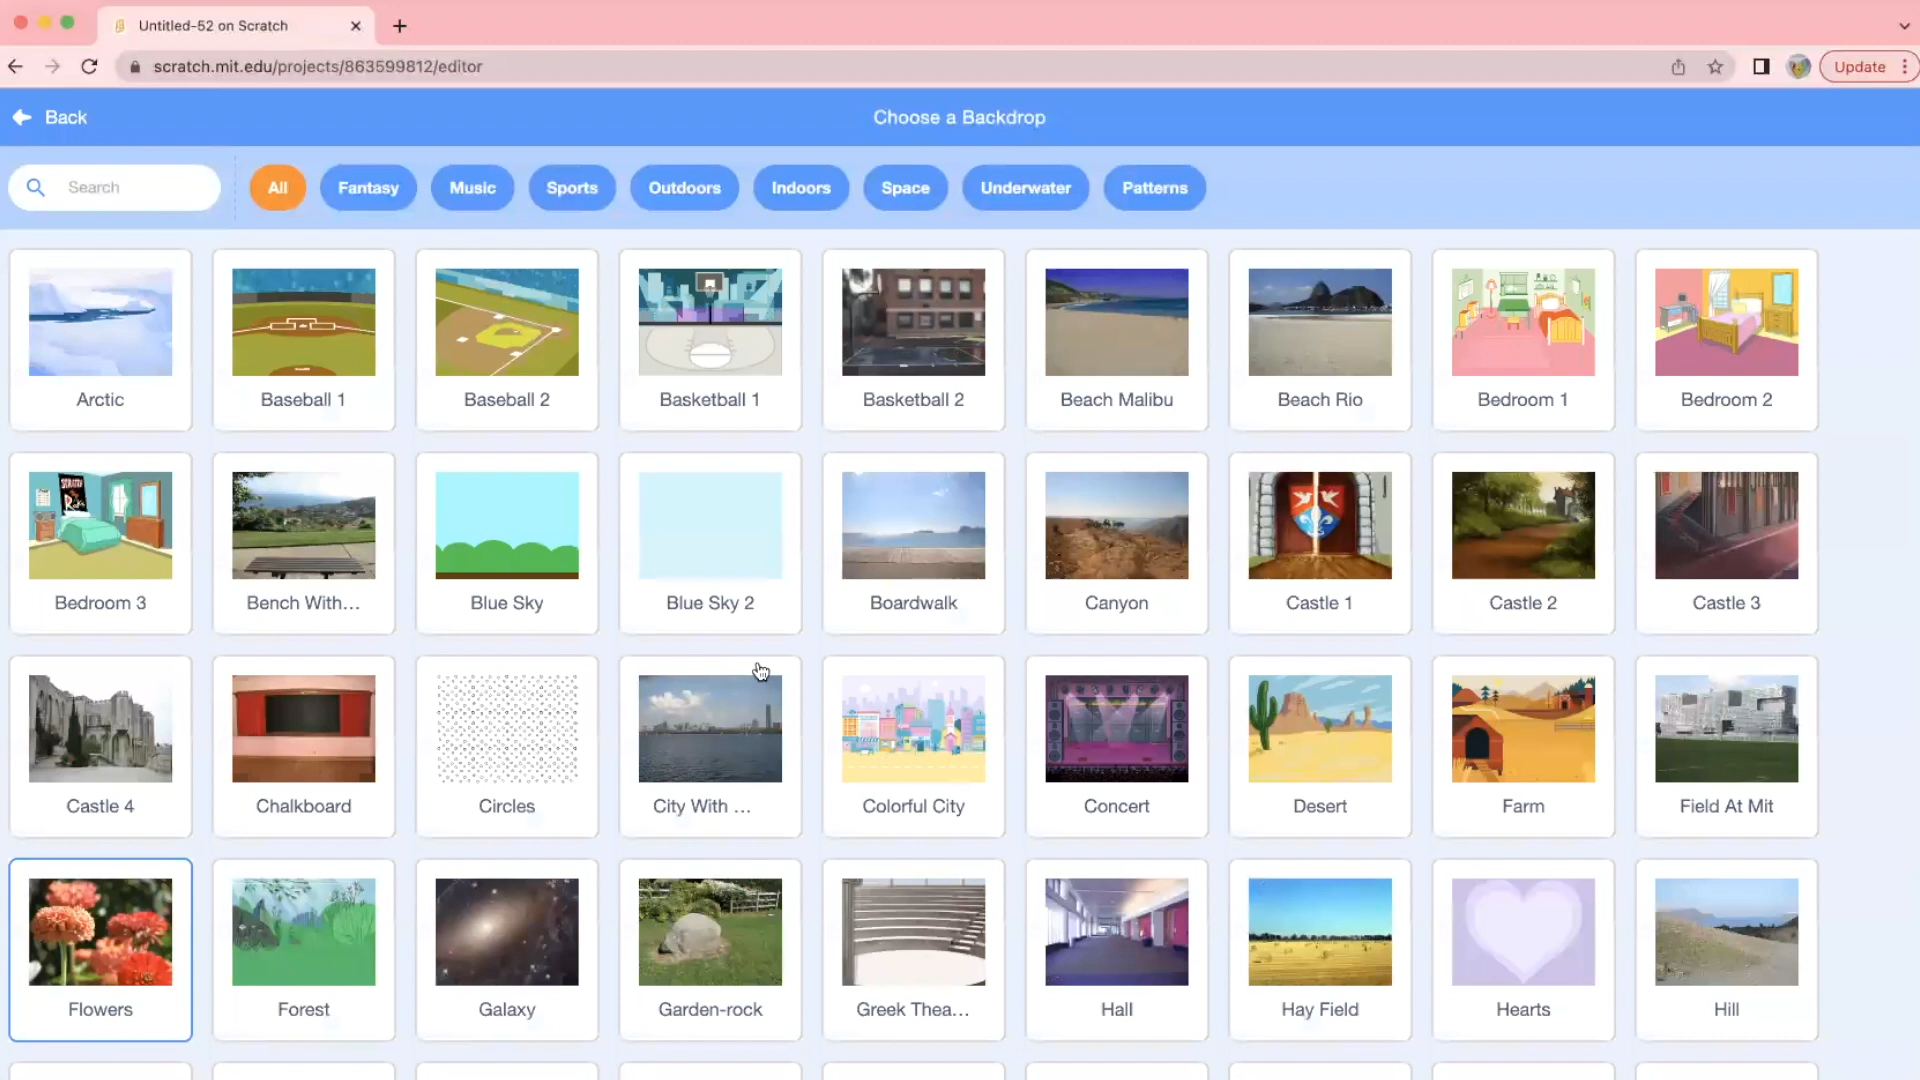 Untitled-52 on Scratch
scratch.mit.edu/projects/863599812/editor
Update
Back
Choose a Backdrop
Search
All
Fantasy
Music
Sports
Outdoors
Indoors
Space
Underwater
Patterns
Arctic
Baseball 1
Baseball 2
Basketball 1
Basketball 2
Beach Malibu
Beach Rio
Bedroom 1
Bedroom 2
Bedroom 3
Bench With...
Blue Sky
Blue Sky 2
Boardwalk
Canyon
Castle 1
Castle 2
Castle 3
Castle 4
Chalkboard
Circles
City With ...
Colorful City
Concert
Desert
Farm
Field At Mit
Flowers
Forest
Galaxy
Garden-rock
Greek Thea...
Hall
Hay Field
Hearts
Hill